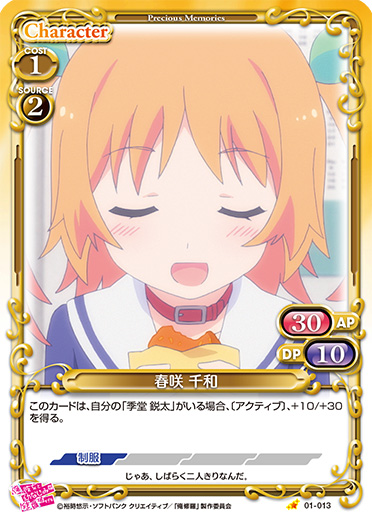 Precious Memories
Character
COST
1
SOURCE
2
30 AP
DP 10
春咲 千和
このカードは、自分の「季堂 鋭太」がいる場合、〔アクティブ〕、+10/+30
を得る。
制服
じゃあ、しばらく二人きりなんだ。
©裕時悠示・ソフトバンク クリエイティブ/「俺修羅」製作委員会
01-013